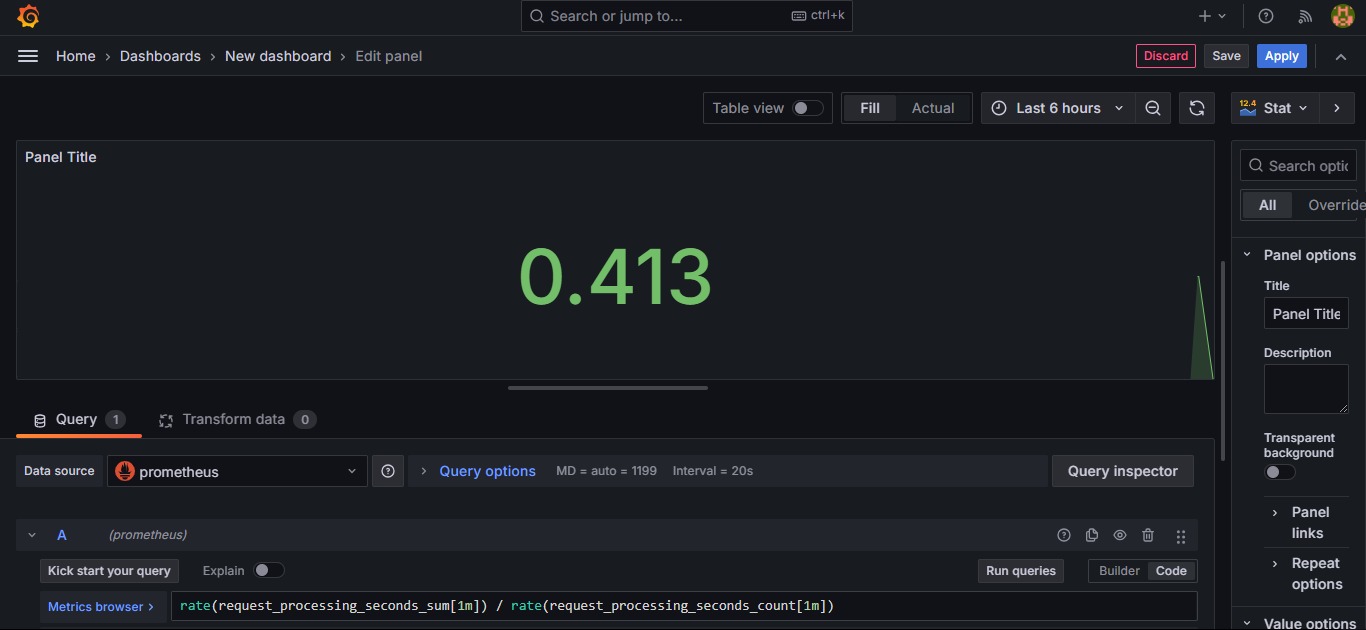 Search or jump to...
ctrl+k
Home › Dashboards › New dashboard › Edit panel
Discard
Save
Apply
Table view
Fill
Actual
Last 6 hours
12.4
Stat
Panel Title
0.413
Search optic
All
Override
Panel options
Title
Panel Title
Description
Transparent
background
Panel
links
Repeat
options
Value options
Query 1
Transform data 0
Data source
prometheus
Query options
MD = auto = 1199
Interval = 20s
Query inspector
A
(prometheus)
Kick start your query
Explain
Run queries
Builder
Code
Metrics browser ›
rate(request_processing_seconds_sum[1m]) / rate(request_processing_seconds_count[1m])